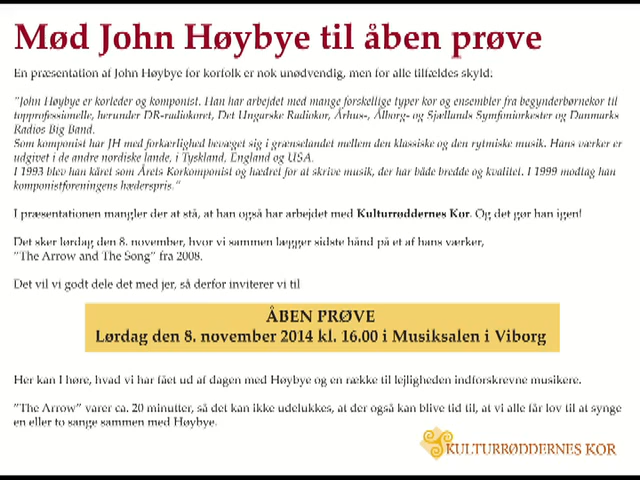 Mød John Høybye til åben prøve
En præsentation af John Høybye for korfolk er nok unødvendig, men for alle tilfældes skyld:
"John Høybye er korleder og komponist. Han har arbejdet med mange forskellige typer kor og ensembler fra begynderbørnekor til
topprofessionelle, herunder DR-radiokoret, Det Ungarske Radiokor, Århus-, Ålborg- og Sjællands Symfoniorkester og Danmarks
Radios Big Band.
Som komponist har JH med forkærlighed bevæget sig i grænselandet mellem den klassiske og den rytmiske musik. Hans værker er
udgivet i de andre nordiske lande, i Tyskland, England og USA.
I 1993 blev han kåret som Årets Korkomponist og hædret for at skrive musik, der har både bredde og kvalitet. I 1999 modtog han
komponistforeningens hæderspris."
I præsentationen mangler der at stå, at han også har arbejdet med Kulturrøddernes Kor. Og det gør han igen!
Det sker lørdag den 8. november, hvor vi sammen lægger sidste hånd på et af hans værker,
"The Arrow and The Song" fra 2008.
Det vil vi godt dele det med jer, så derfor inviterer vi til
ÅBEN PRØVE
Lørdag den 8. november 2014 kl. 16.00 i Musiksalen i Viborg
Her kan I høre, hvad vi har fået ud af dagen med Høybye og en række til lejligheden indforskrevne musikere.
"The Arrow" varer ca. 20 minutter, så det kan ikke udelukkes, at der også kan blive tid til, at vi alle får lov til at synge
en eller to sange sammen med Høybye.
KULTURRØDDERNES KOR